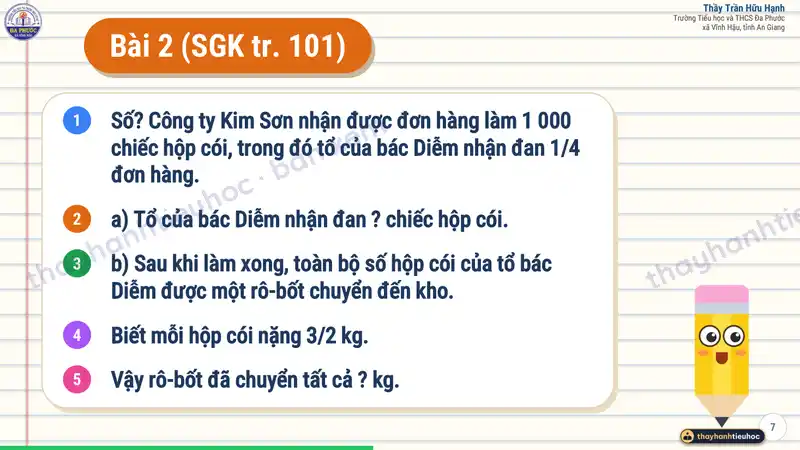 Thầy Trần Hữu Hạnh
Trường Tiểu học và THCS Đa Phước
xã Vĩnh Hậu, tỉnh An Giang
ĐA PHƯỚC
Bài 2 (SGK tr. 101)
1 Số? Công ty Kim Sơn nhận được đơn hàng làm 1 000
chiếc hộp cói, trong đó tổ của bác Diễm nhận đan 1/4
đơn hàng.
2 a) Tổ của bác Diễm nhận đan ? chiếc hộp cói.
3 b) Sau khi làm xong, toàn bộ số hộp cói của tổ bác
Diễm được một rô-bốt chuyển đến kho.
4 Biết mỗi hộp cói nặng 3/2 kg.
5 Vậy rô-bốt đã chuyển tất cả ? kg.
7
thayhanhtieuhoc